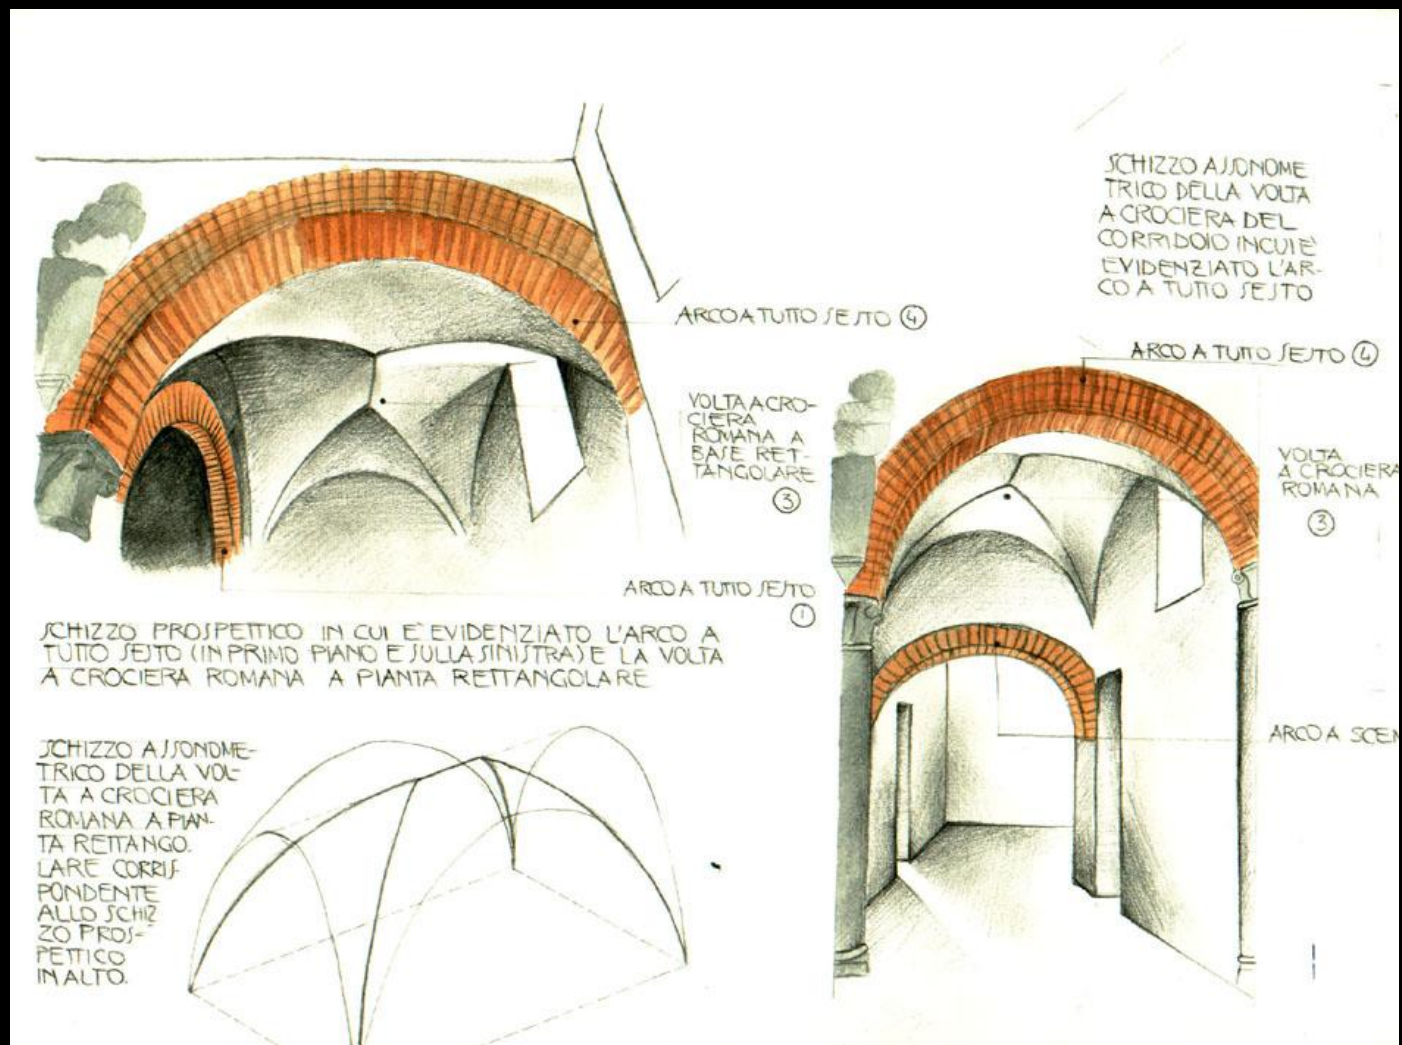 SCHIZZO ASSONOME
TRICO DELLA VOLTA
A CROCIERA DEL
CORRIDOIO IN CUI E'
EVIDENZIATO L'AR-
CO A TUTTO SESTO
ARCO A TUTTO SESTO 4
ARCO A TUTTO SESTO 4
VOLTA A CRO-
CIERA
ROMANA A
BASE RET-
TANGOLARE
3
VOLTA
A CROCIERA
ROMANA
3
ARCO A TUTTO SESTO
1
SCHIZZO PROSPETTICO IN CUI E' EVIDENZIATO L'ARCO A
TUTTO SESTO (IN PRIMO PIANO E SULLA SINISTRA) E LA VOLTA
A CROCIERA ROMANA A PIANTA RETTANGOLARE
ARCO A SCEM
SCHIZZO ASSONOME-
TRICO DELLA VOL-
TA A CROCIERA
ROMANA A PIAN-
TA RETTANGO.
LARE CORRIS-
PONDENTE
ALLO SCHIZ
ZO PROS-
PETTICO
IN ALTO.